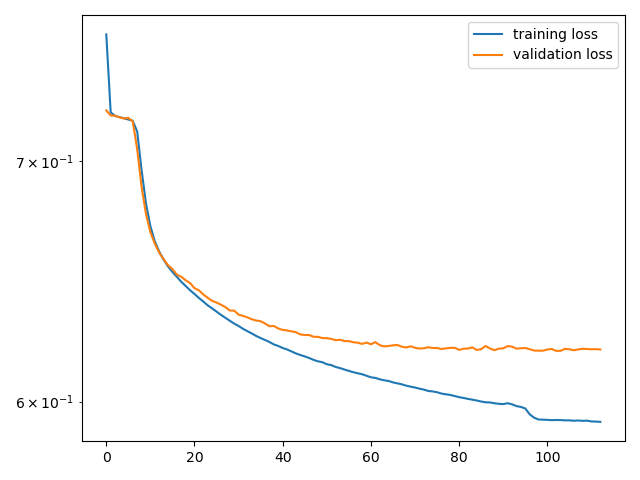 training loss
validation loss
7 × 10⁻¹
6 × 10⁻¹
0 20 40 60 80 100